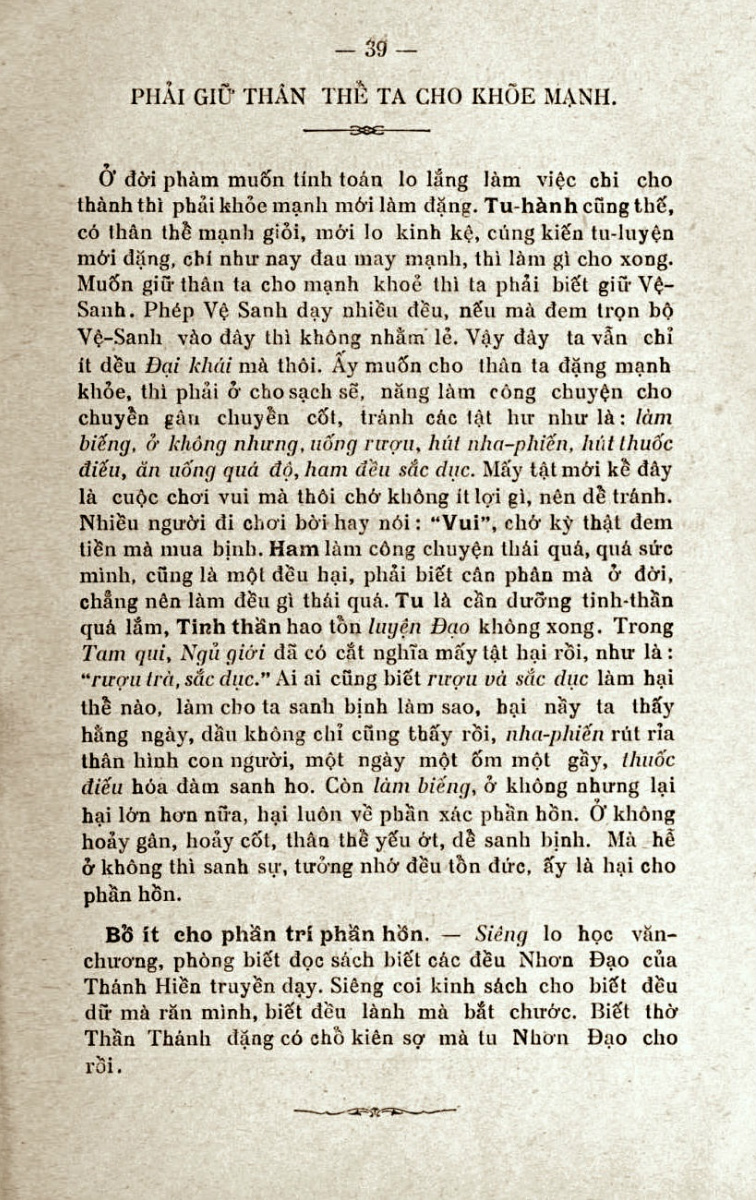 — 39 —
PHẢI GIỮ THÂN THỂ TA CHO KHỎE MẠNH.
Ở đời phàm muốn tính toán lo lắng làm việc chi cho
thành thì phải khỏe mạnh mới làm đặng. Tu-hành cũng thế,
có thân thể mạnh giỏi, mới lo kinh kệ, cúng kiến tu-luyện
mới đặng, chí như nay đau may mạnh, thì làm gì cho xong.
Muốn giữ thân ta cho mạnh khoẻ thì ta phải biết giữ Vệ-
Sanh. Phép Vệ Sanh dạy nhiều đều, nếu mà đem trọn bộ
Vệ-Sanh vào đây thì không nhằm lẻ. Vậy đây ta vẫn chỉ
ít dều Đại khái mà thôi. Ấy muốn cho thân ta đặng mạnh
khỏe, thì phải ở cho sạch sẽ, năng làm công chuyện cho
chuyển gân chuyển cốt, tránh các tật hư như là : làm
biếng, ở không nhưng, uống rượu, hút nha-phiến, hút thuốc
điếu, ăn uống quá độ, ham đều sắc dục. Mấy tật mới kể đây
là cuộc chơi vui mà thôi chớ không ít lợi gì, nên dễ tránh.
Nhiều người đi chơi bời hay nói : “Vui”, chớ kỳ thật đem
tiền mà mua bịnh. Ham làm công chuyện thái quá, quá sức
mình, cũng là một đều hại, phải biết cân phân mà ở đời,
chẳng nên làm đều gì thái quá. Tu là cần dưỡng tinh-thần
quá lắm, Tinh thần hao tổn luyện Đạo không xong. Trong
Tam qui, Ngủ giới đã có cắt nghĩa mấy tật hại rồi, như là :
“rượu trà, sắc dục.” Ai ai cũng biết rượu và sắc dục làm hại
thể nào, làm cho ta sanh bịnh làm sao, hại nầy ta thấy
hằng ngày, dầu không chỉ cũng thấy rồi, nha-phiến rút rỉa
thân hình con người, một ngày một ốm một gầy, thuốc
điếu hóa đàm sanh ho. Còn làm biếng, ở không nhưng lại
hại lớn hơn nữa, hại luôn về phần xác phần hồn. Ở không
hoảy gân, hoảy cốt, thân thể yếu ớt, dễ sanh bịnh. Mà hễ
ở không thì sanh sự, tưởng nhớ đều tổn đức, ấy là hại cho
phần hồn.
Bổ ít cho phần trí phần hồn. — Siêng lo học văn-
chương, phòng biết đọc sách biết các đều Nhơn Đạo của
Thánh Hiền truyền dạy. Siêng coi kinh sách cho biết đều
dữ mà răn mình, biết đều lành mà bắt chước. Biết thờ
Thần Thánh đặng có chỗ kiên sợ mà tu Nhơn Đạo cho
rồi.